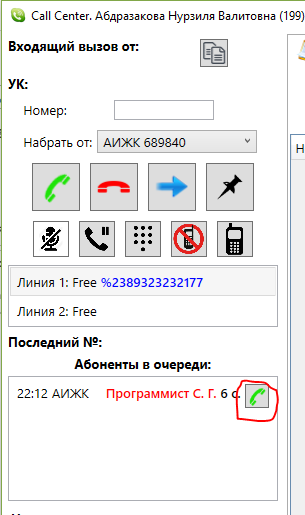 Call Center. Абдразакова Нурзиля Валитовна (199)
Входящий вызов от:
УК:
Номер:
Набрать от: АИЖК 689840
Линия 1: Free %2389323232177
Линия 2: Free
Последний №:
Абоненты в очереди:
22:12 АИЖК Программист С. Г. 6 с.